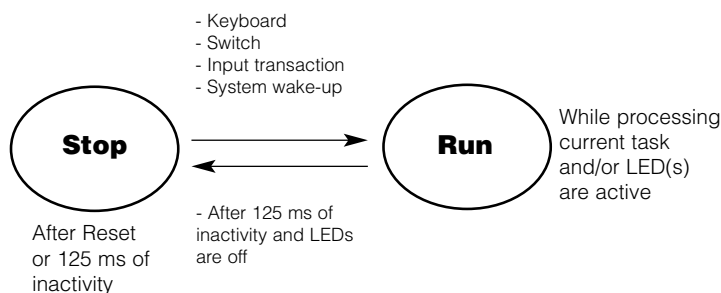 - Keyboard
- Switch
- Input transaction
- System wake-up
Stop
Run
While processing
current task
and/or LED(s)
are active
After Reset
or 125 ms of
inactivity
- After 125 ms of
inactivity and LEDs
are off